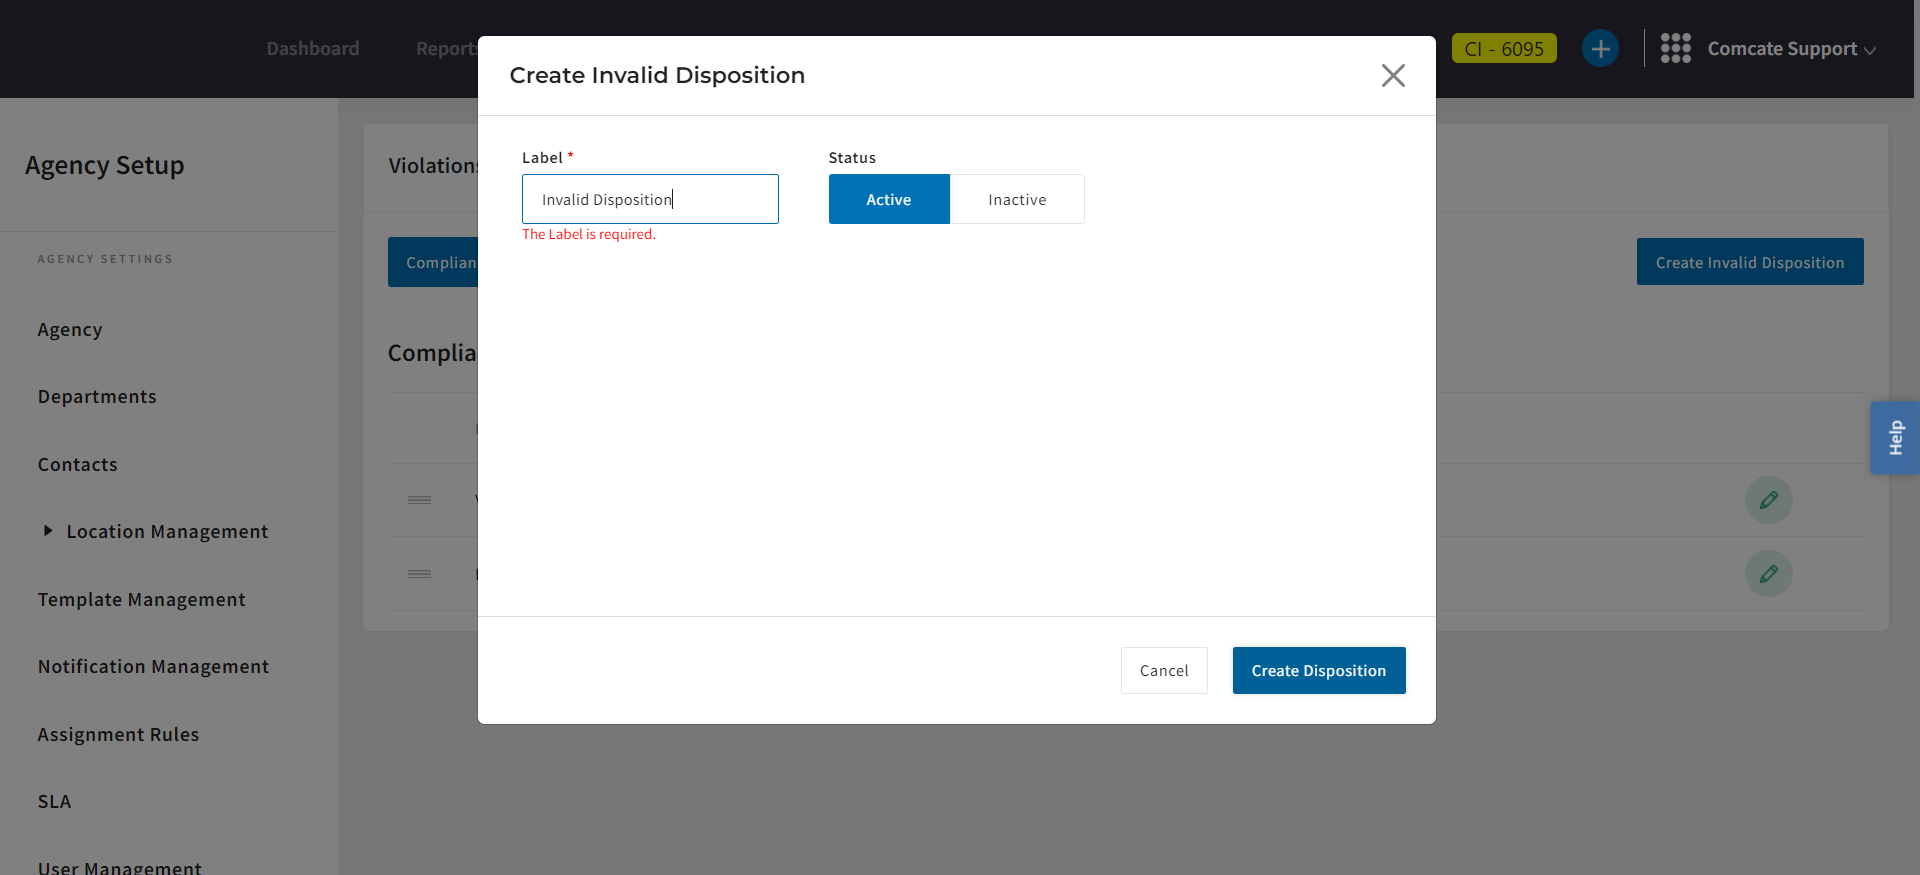 Dashboard
Reports
CI - 6095
Comcate Support
Create Invalid Disposition
Agency Setup
Violations
Label *
Status
Invalid Disposition
Active
Inactive
The Label is required.
AGENCY SETTINGS
Complian
Create Invalid Disposition
Agency
Complia
Departments
Help
Contacts
Location Management
Template Management
Notification Management
Cancel
Create Disposition
Assignment Rules
SLA
User Management